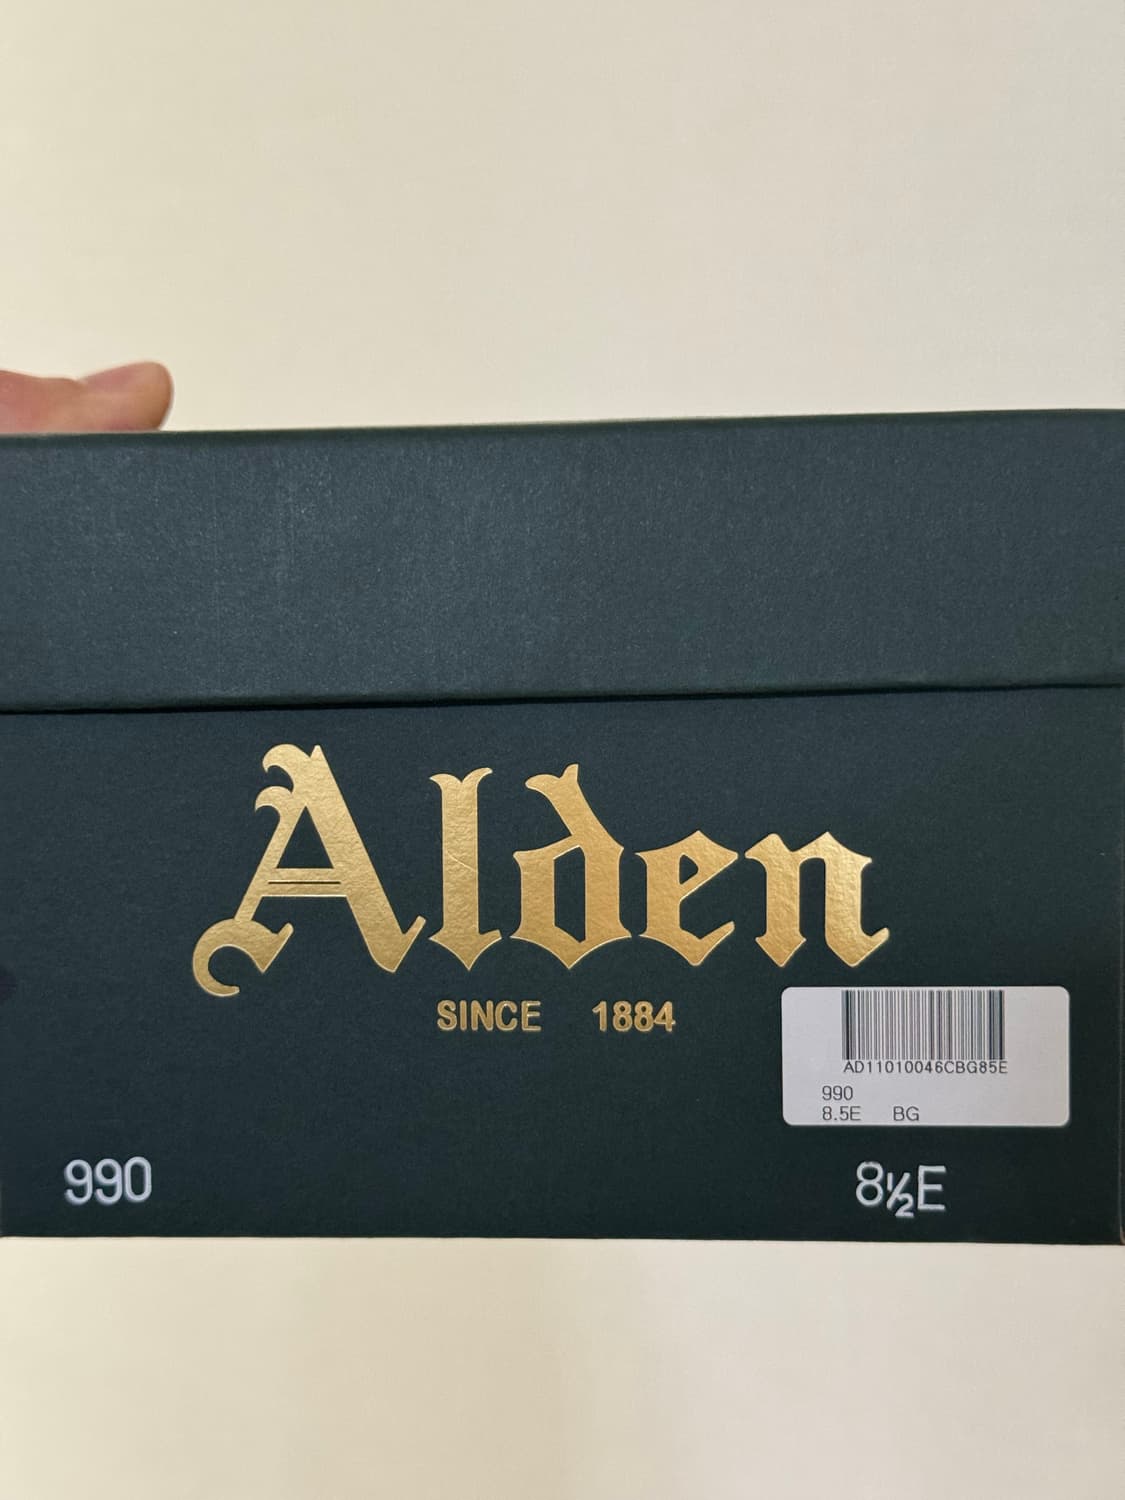 Alden
SINCE 1884
AD11010046CBG85E
990
8.5E BG
990 8½E